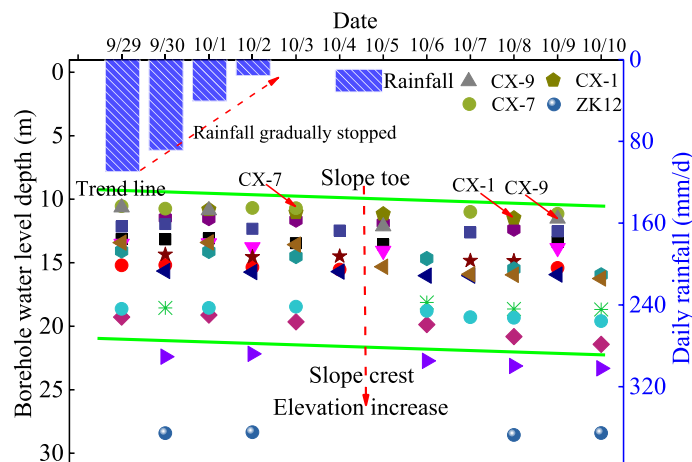 Date
9/29 9/30 10/1 10/2 10/3 10/4 10/5 10/6 10/7 10/8 10/9 10/10
Borehole water level depth (m)
0
5
10
15
20
25
30
Rainfall
CX-9
CX-1
CX-7
ZK12
Rainfall gradually stopped
Trend line
CX-7
Slope toe
CX-1
CX-9
Slope crest
Elevation increase
0
80
160
240
320
Daily rainfall (mm/d)